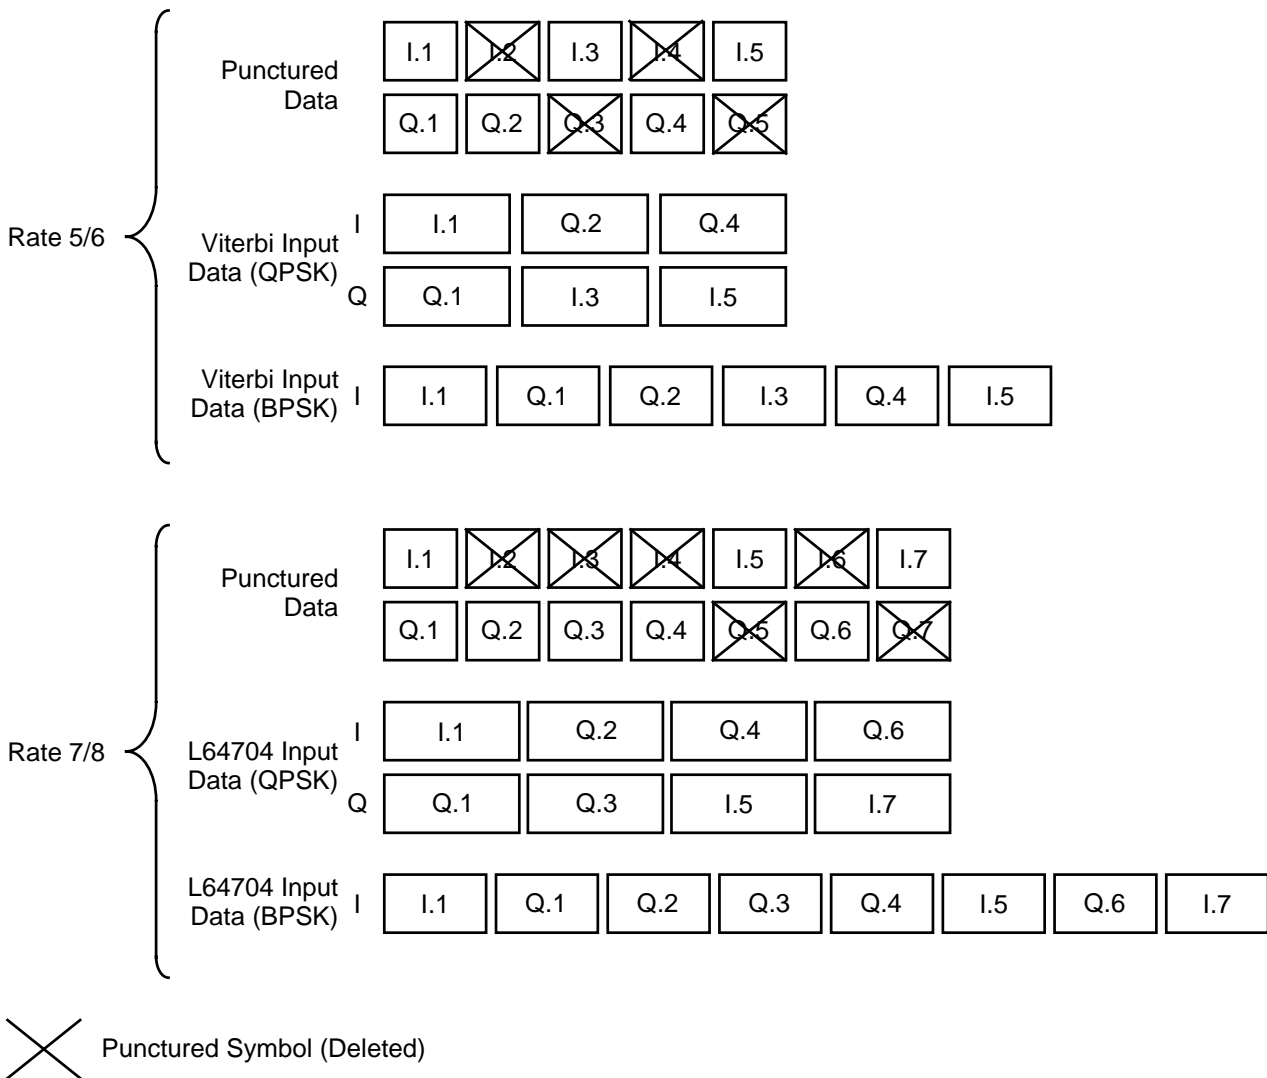 Punctured
Data
I.1 I.2 I.3 I.4 I.5
Q.1 Q.2 Q.3 Q.4 Q.5
Rate 5/6
Viterbi Input
Data (QPSK)
I I.1 Q.2 Q.4
Q Q.1 I.3 I.5
Viterbi Input
Data (BPSK)
I I.1 Q.1 Q.2 I.3 Q.4 I.5
Punctured
Data
I.1 I.2 I.3 I.4 I.5 I.6 I.7
Q.1 Q.2 Q.3 Q.4 Q.5 Q.6 Q.7
Rate 7/8
L64704 Input
Data (QPSK)
I I.1 Q.2 Q.4 Q.6
Q Q.1 Q.3 I.5 I.7
L64704 Input
Data (BPSK)
I I.1 Q.1 Q.2 Q.3 Q.4 I.5 Q.6 I.7
Punctured Symbol (Deleted)